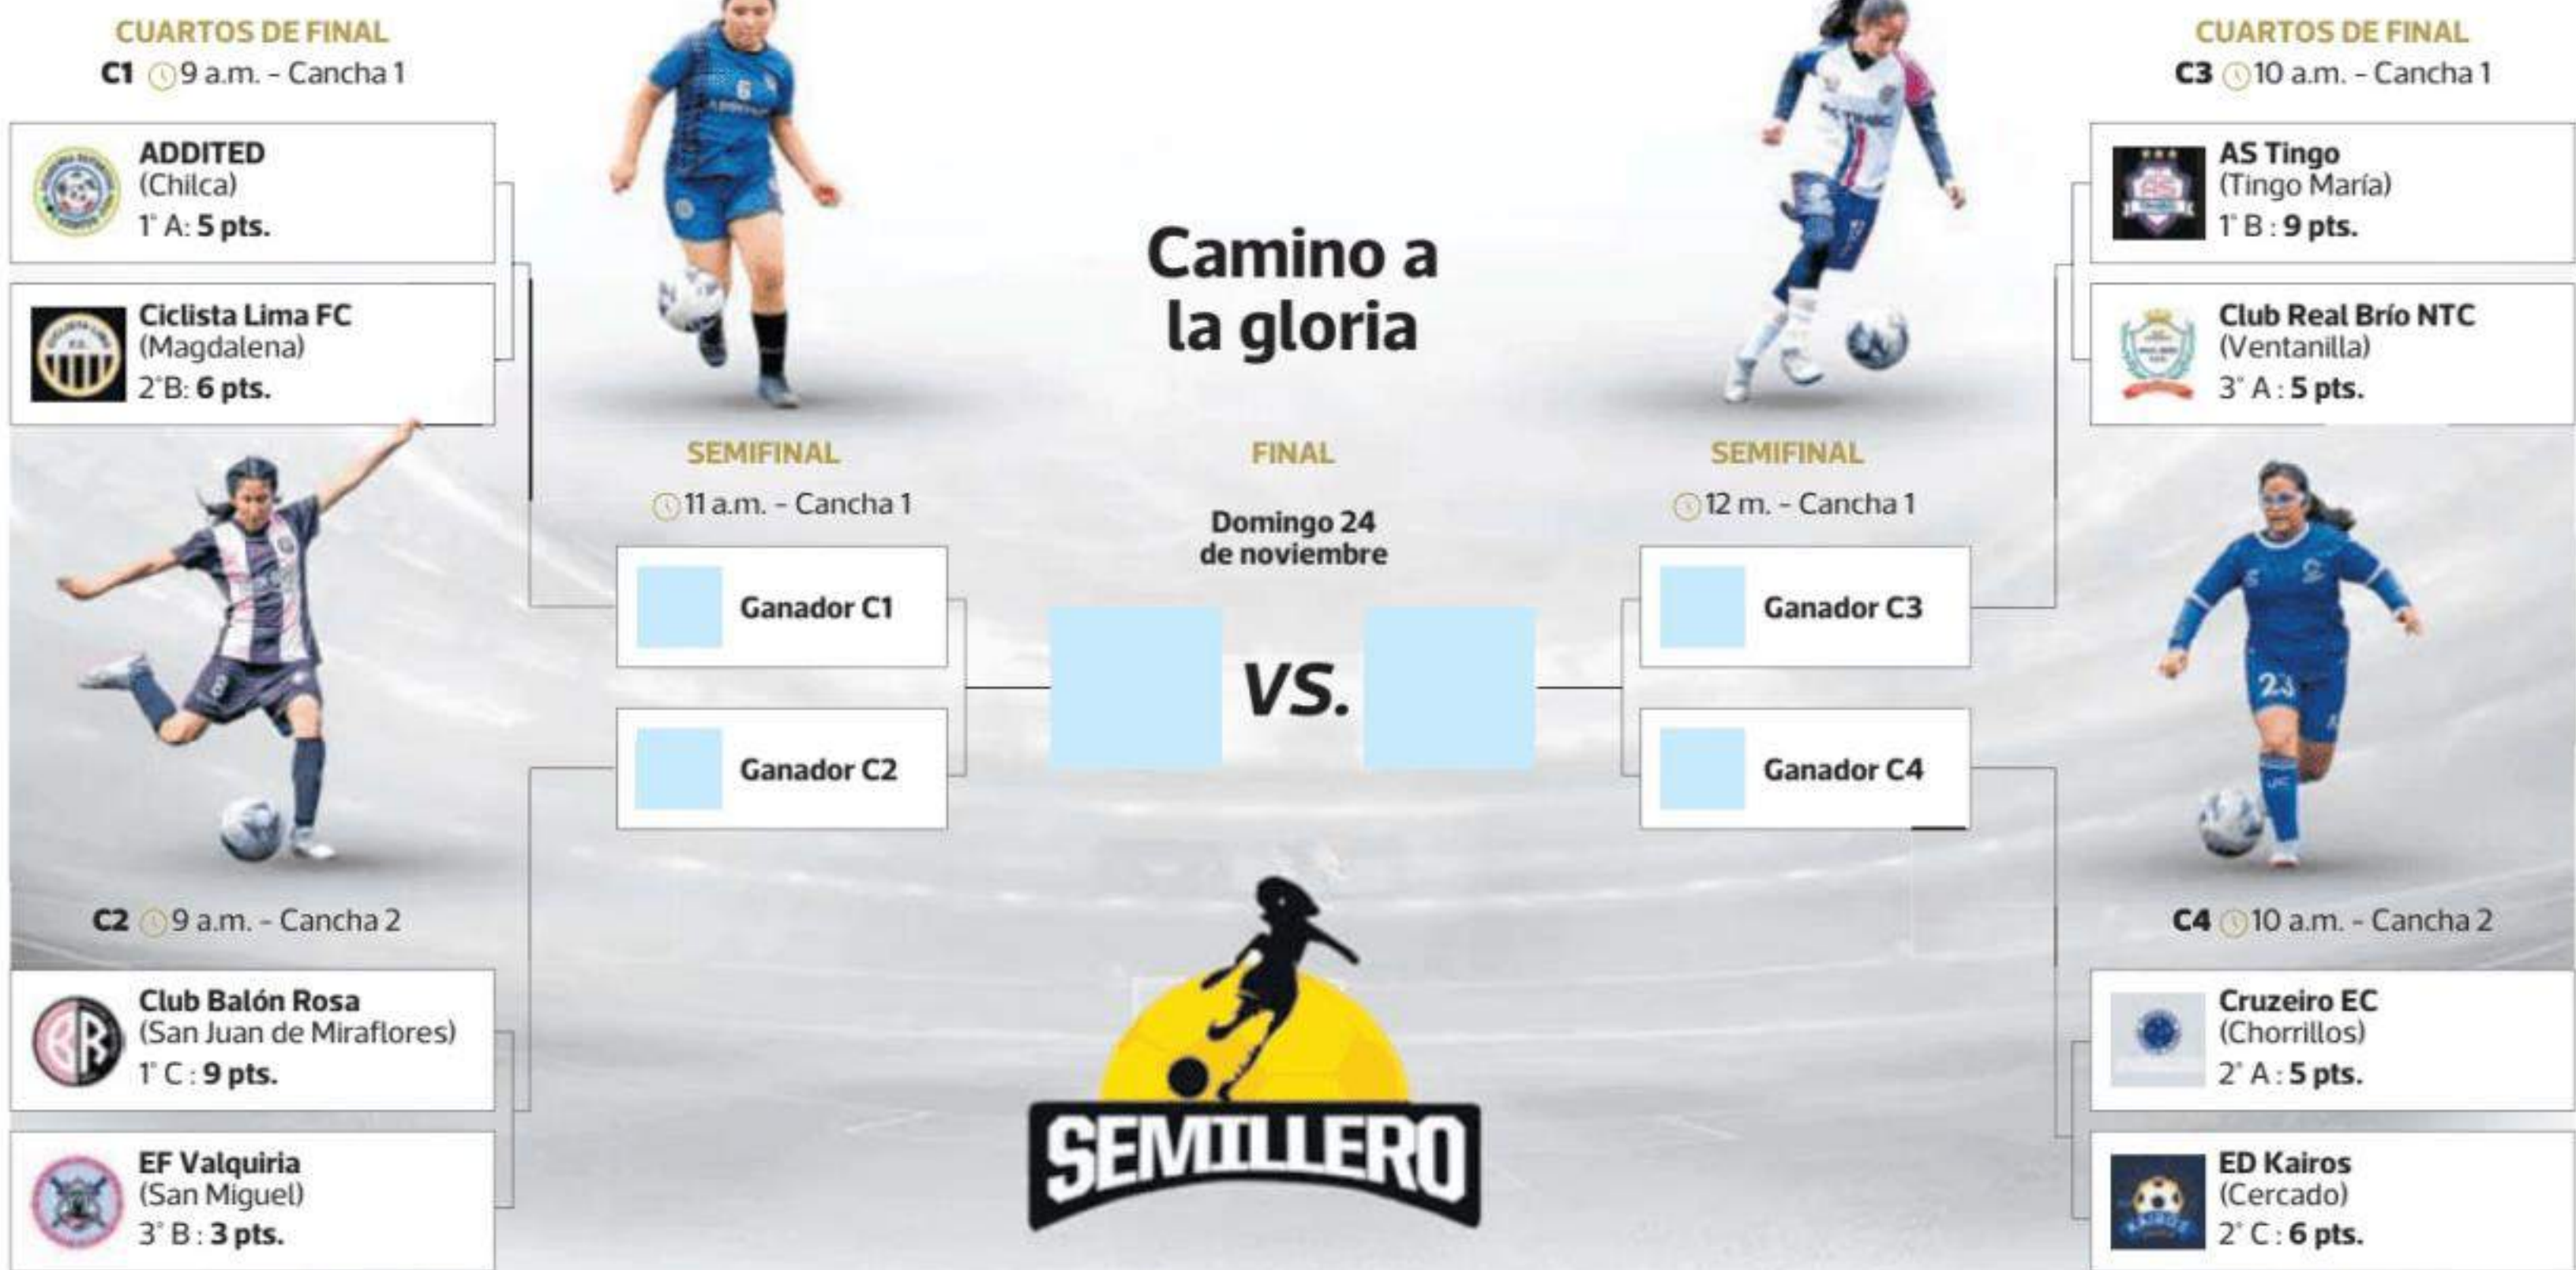 CUARTOS DE FINAL
C1 9 a.m. - Cancha 1
ADDITED
(Chilca)
1° A: 5 pts.
Ciclista Lima FC
(Magdalena)
2°B: 6 pts.
C2 9 a.m. - Cancha 2
Club Balón Rosa
(San Juan de Miraflores)
1° C : 9 pts.
EF Valquiria
(San Miguel)
3° B : 3 pts.
Camino a
la gloria
SEMIFINAL
11 a.m. - Cancha 1
Ganador C1
Ganador C2
FINAL
Domingo 24
de noviembre
VS.
SEMIFINAL
12 m. - Cancha 1
Ganador C3
Ganador C4
SEMILLERO
CUARTOS DE FINAL
C3 10 a.m. - Cancha 1
AS Tingo
(Tingo María)
1° B : 9 pts.
Club Real Brío NTC
(Ventanilla)
3° A : 5 pts.
23
C4 10 a.m. - Cancha 2
Cruzeiro EC
(Chorrillos)
2° A : 5 pts.
ED Kairos
(Cercado)
2° C : 6 pts.
KAIROS